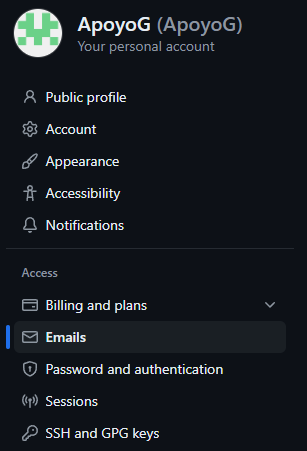 ApoyoG (ApoyoG)
Your personal account
Public profile
Account
Appearance
Accessibility
Notifications
Access
Billing and plans
Emails
Password and authentication
Sessions
SSH and GPG keys